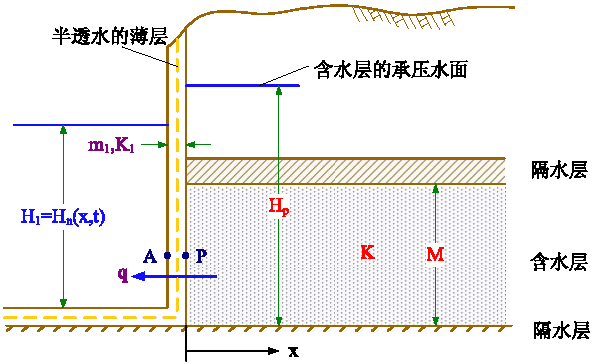 半透水的薄层
含水层的承压水面
m₁,K₁
隔水层
H₁=Hₙ(x,t)
Hₚ
A
P
K
M
含水层
q
隔水层
x